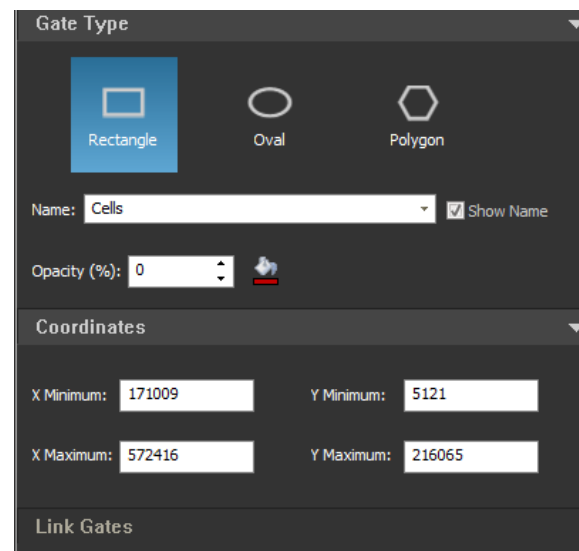 Gate Type
Rectangle Oval Polygon
Name: Cells Show Name
Opacity (%): 0
Coordinates
X Minimum: 171009 Y Minimum: 5121
X Maximum: 572416 Y Maximum: 216065
Link Gates